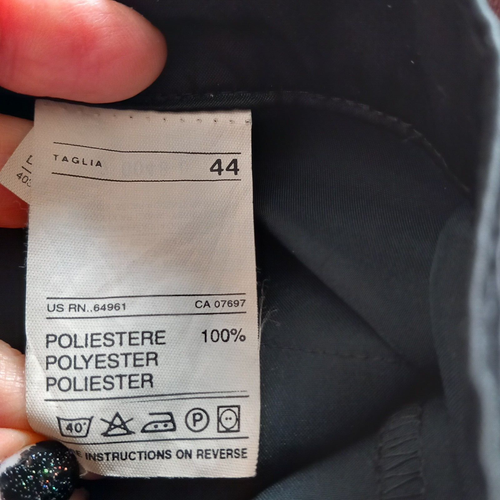 TAGLIA 44
US RN..64961 CA 07697
POLIESTERE 100%
POLYESTER
POLIESTER
40°
P
INSTRUCTIONS ON REVERSE